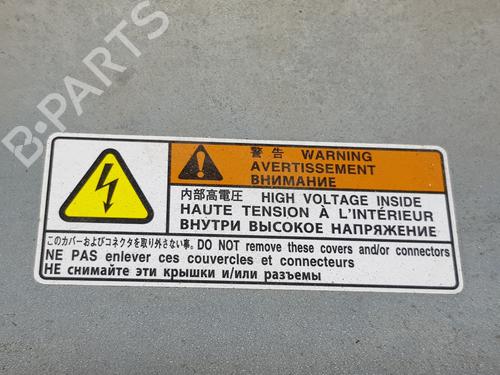 B-PARTS
警告 WARNING
AVERTISSEMENT
ВНИМАНИЕ
内部高電圧 HIGH VOLTAGE INSIDE
HAUTE TENSION À L'INTÉRIEUR
ВНУТРИ ВЫСОКОЕ НАПРЯЖЕНИЕ
このカバーおよびコネクタを取り外さない事。DO NOT remove these covers and/or connectors
NE PAS enlever ces couvercles et connecteurs
НЕ снимайте эти крышки и/или разъемы